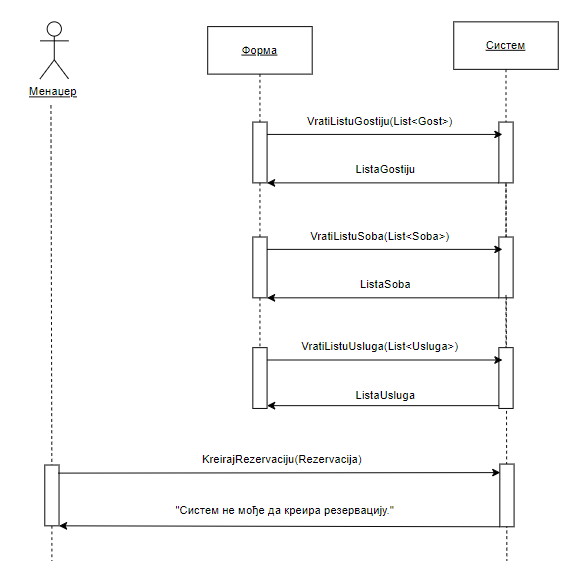 Форма
Систем
Менаџер
VratiListuGostiju(List<Gost>)
ListaGostiju
VratiListuSoba(List<Soba>)
ListaSoba
VratiListuUsluga(List<Usluga>)
ListaUsluga
KreirajRezervaciju(Rezervacija)
"Систем не мође да креира резервацију."